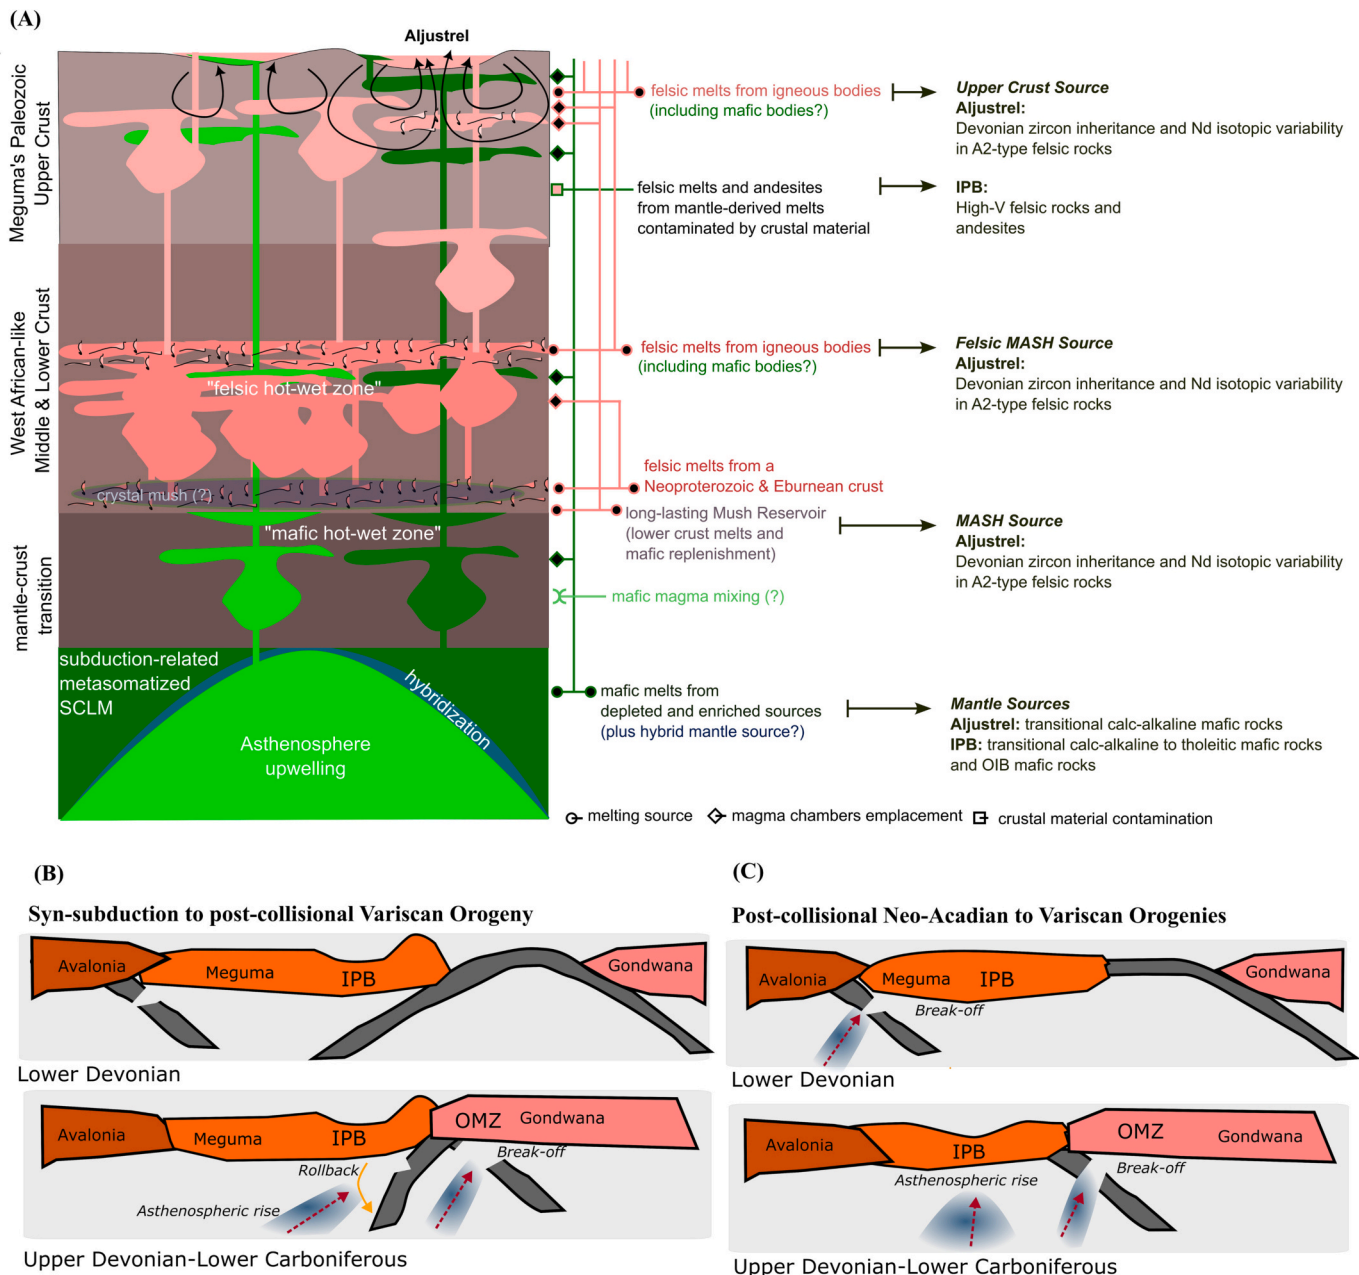 (A)
Aljustrel
Meguma's Paleozoic
Upper Crust
West African-like
Middle & Lower Crust
mantle-crust
transition
"felsic hot-wet zone"
crystal mush (?)
"mafic hot-wet zone"
subduction-related
metasomatized
SCLM
hybridization
Asthenosphere
upwelling
felsic melts from igneous bodies
(including mafic bodies?)
felsic melts and andesites
from mantle-derived melts
contaminated by crustal material
felsic melts from igneous bodies
(including mafic bodies?)
felsic melts from a
Neoproterozoic & Eburnean crust
long-lasting Mush Reservoir
(lower crust melts and
mafic replenishment)
mafic magma mixing (?)
mafic melts from
depleted and enriched sources
(plus hybrid mantle source?)
Upper Crust Source
Aljustrel:
Devonian zircon inheritance and Nd isotopic variability
in A2-type felsic rocks
IPB:
High-V felsic rocks and
andesites
Felsic MASH Source
Aljustrel:
Devonian zircon inheritance and Nd isotopic variability
in A2-type felsic rocks
MASH Source
Aljustrel:
Devonian zircon inheritance and Nd isotopic variability
in A2-type felsic rocks
Mantle Sources
Aljustrel: transitional calc-alkaline mafic rocks
IPB: transitional calc-alkaline to tholeitic mafic rocks
and OIB mafic rocks
melting source
magma chambers emplacement
crustal material contamination
(B)
Syn-subduction to post-collisional Variscan Orogeny
Avalonia
Meguma
IPB
Gondwana
Lower Devonian
Avalonia
Meguma
IPB
OMZ
Gondwana
Rollback
Break-off
Asthenospheric rise
Upper Devonian-Lower Carboniferous
(C)
Post-collisional Neo-Acadian to Variscan Orogenies
Avalonia
Meguma
IPB
Gondwana
Break-off
Lower Devonian
Avalonia
IPB
OMZ
Gondwana
Asthenospheric rise
Break-off
Upper Devonian-Lower Carboniferous